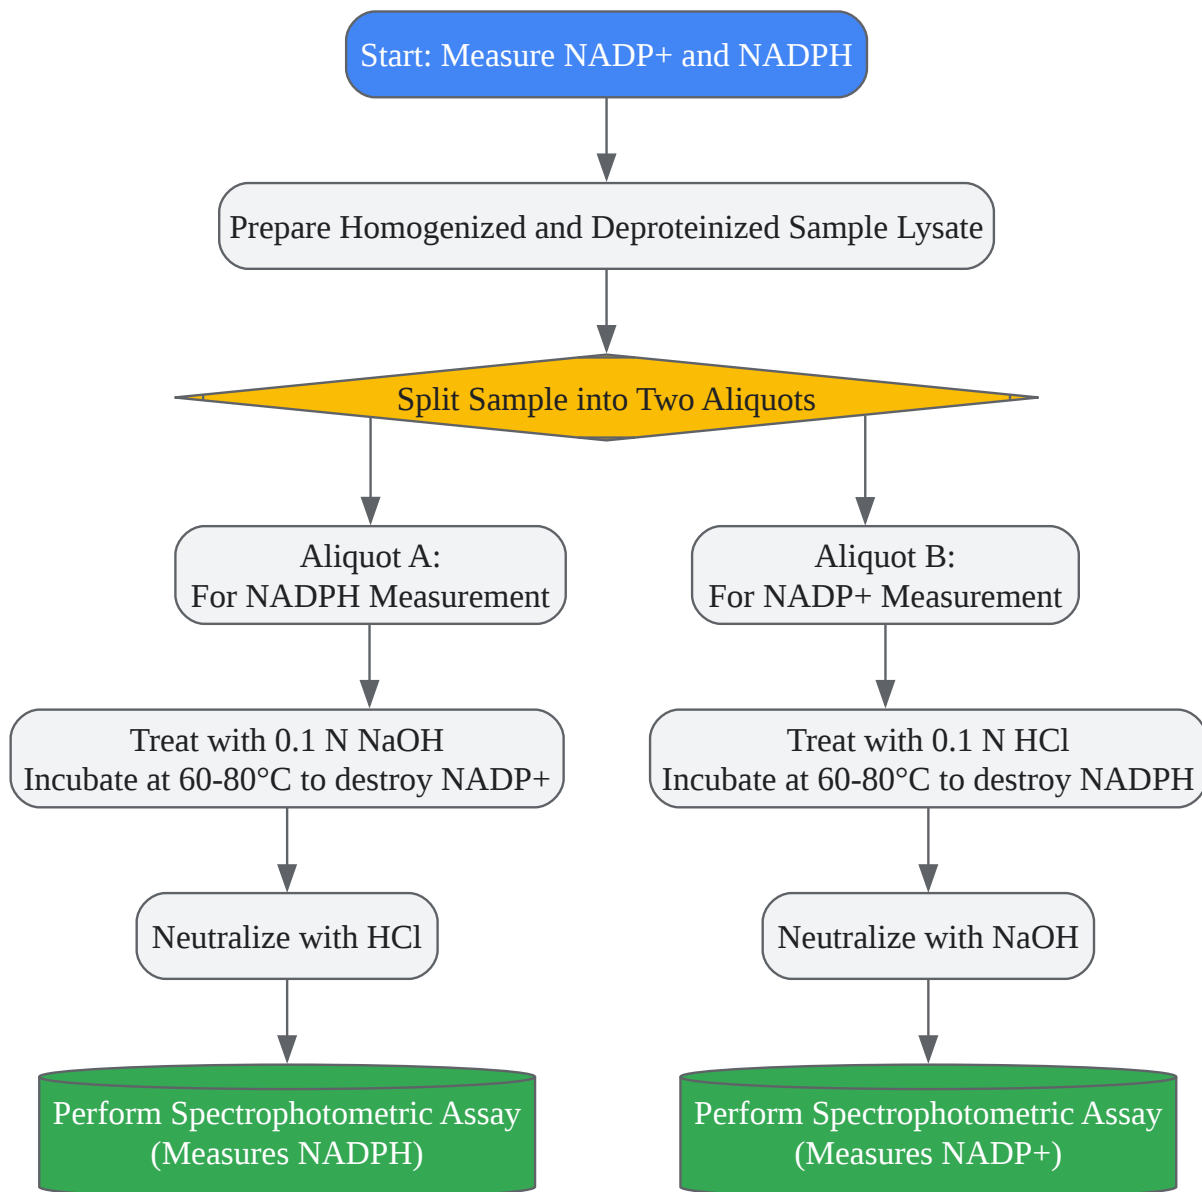 Start: Measure NADP+ and NADPH
Prepare Homogenized and Deproteinized Sample Lysate
Split Sample into Two Aliquots
Aliquot A:
For NADPH Measurement
Aliquot B:
For NADP+ Measurement
Treat with 0.1 N NaOH
Incubate at 60-80°C to destroy NADP+
Treat with 0.1 N HCl
Incubate at 60-80°C to destroy NADPH
Neutralize with HCl
Neutralize with NaOH
Perform Spectrophotometric Assay
(Measures NADPH)
Perform Spectrophotometric Assay
(Measures NADP+)